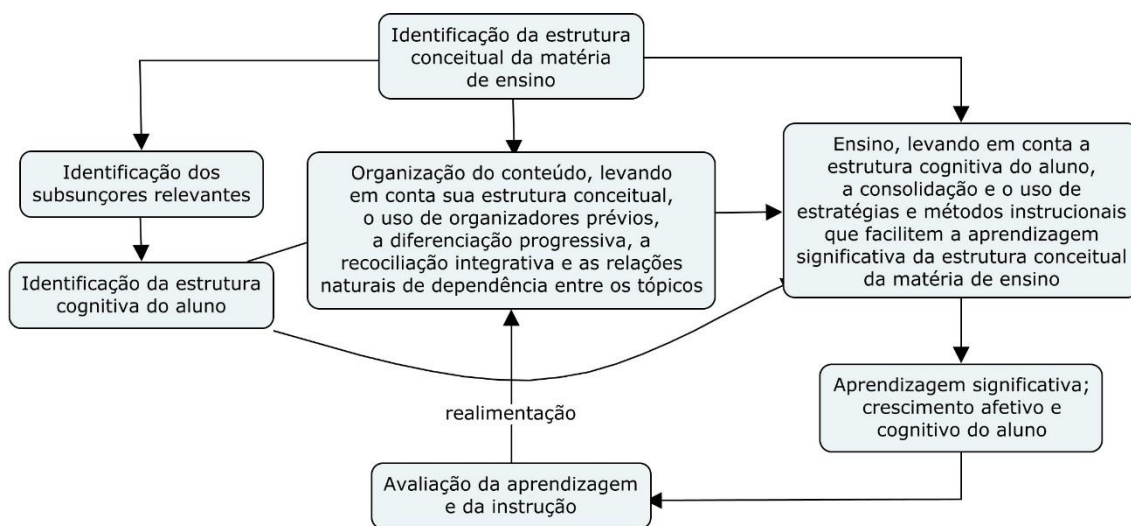 Identificação da estrutura
conceitual da matéria
de ensino
Identificação dos
subsunçores relevantes
Identificação da estrutura
cognitiva do aluno
Organização do conteúdo, levando
em conta sua estrutura conceitual,
o uso de organizadores prévios,
a diferenciação progressiva, a
recociliação integrativa e as relações
naturais de dependência entre os tópicos
Ensino, levando em conta a
estrutura cognitiva do aluno,
a consolidação e o uso de
estratégias e métodos instrucionais
que facilitem a aprendizagem
significativa da estrutura conceitual
da matéria de ensino
Aprendizagem significativa;
crescimento afetivo e
cognitivo do aluno
realimentação
Avaliação da aprendizagem
e da instrução